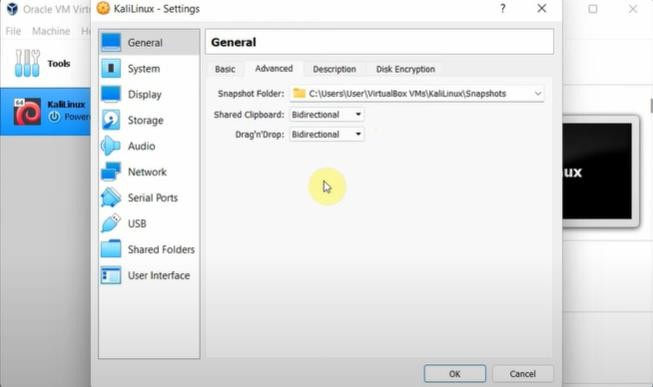 Oracle VM Virt
KaliLinux - Settings
?
File Machine
Tools
64
KaliLinux
Power
General
System
Display
Storage
Audio
Network
Serial Ports
USB
Shared Folders
User Interface
General
Basic Advanced Description Disk Encryption
Snapshot Folder: C:\Users\User\VirtualBox VMs\KaliLinux\Snapshots
Shared Clipboard: Bidirectional
Drag'n'Drop: Bidirectional
ux
OK Cancel